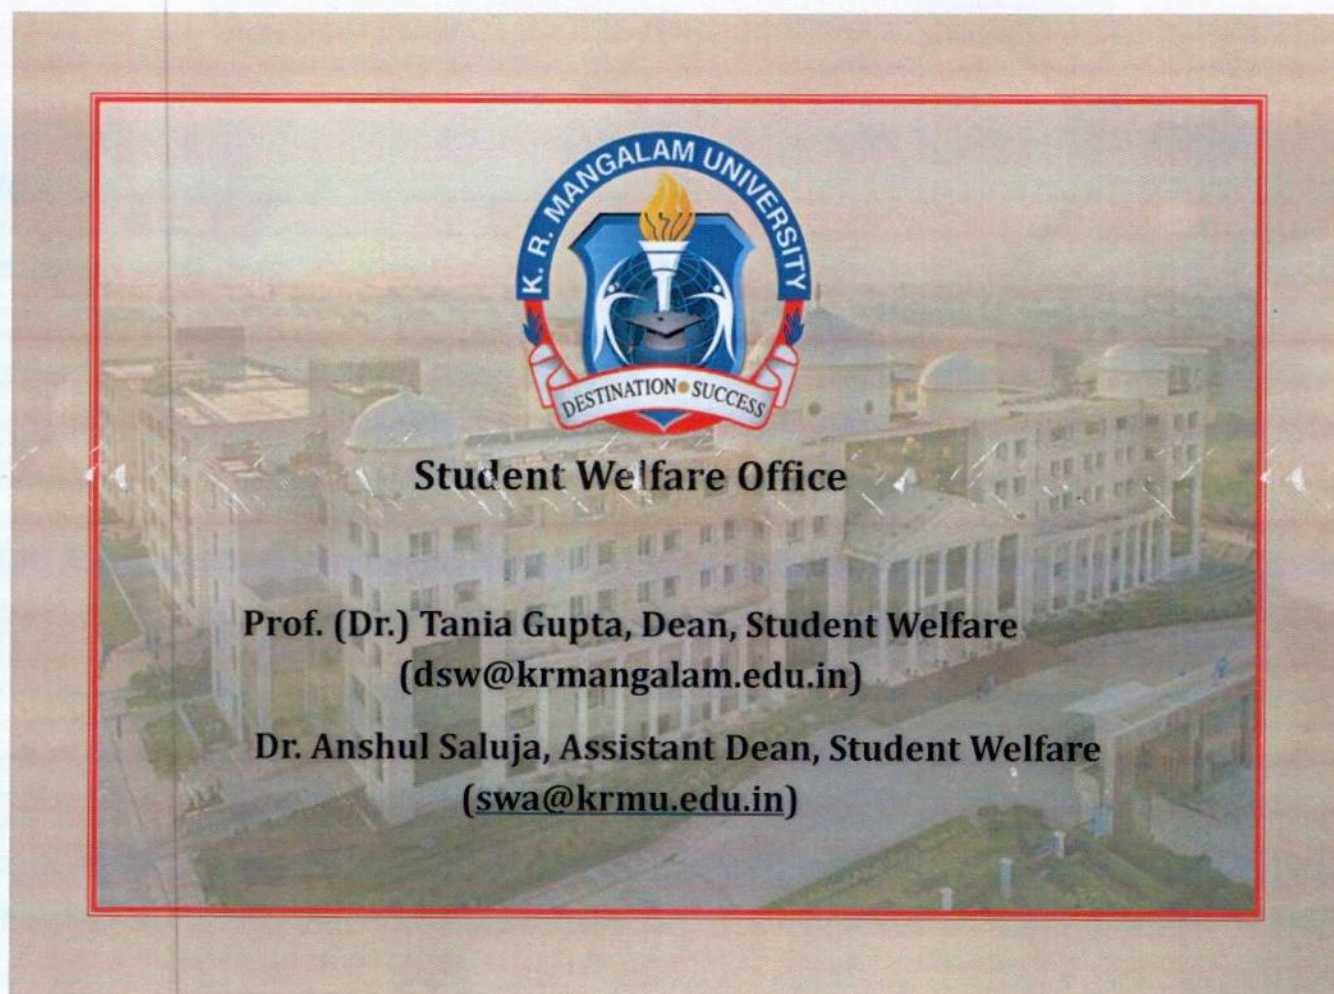 K. R. MANGALAM UNIVERSITY
DESTINATION SUCCESS
Student Welfare Office
Prof. (Dr.) Tania Gupta, Dean, Student Welfare
(dsw@krmangalam.edu.in)
Dr. Anshul Saluja, Assistant Dean, Student Welfare
(swa@krmu.edu.in)